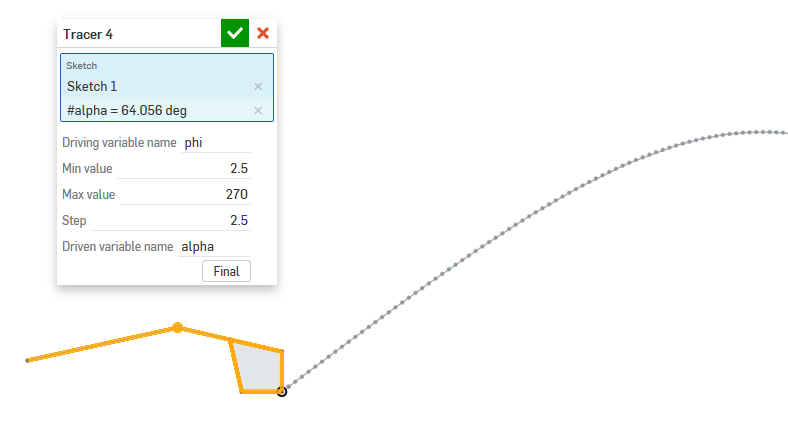 Tracer 4
Sketch
Sketch 1
#alpha = 64.056 deg
Driving variable name phi
Min value 2.5
Max value 270
Step 2.5
Driven variable name alpha
Final